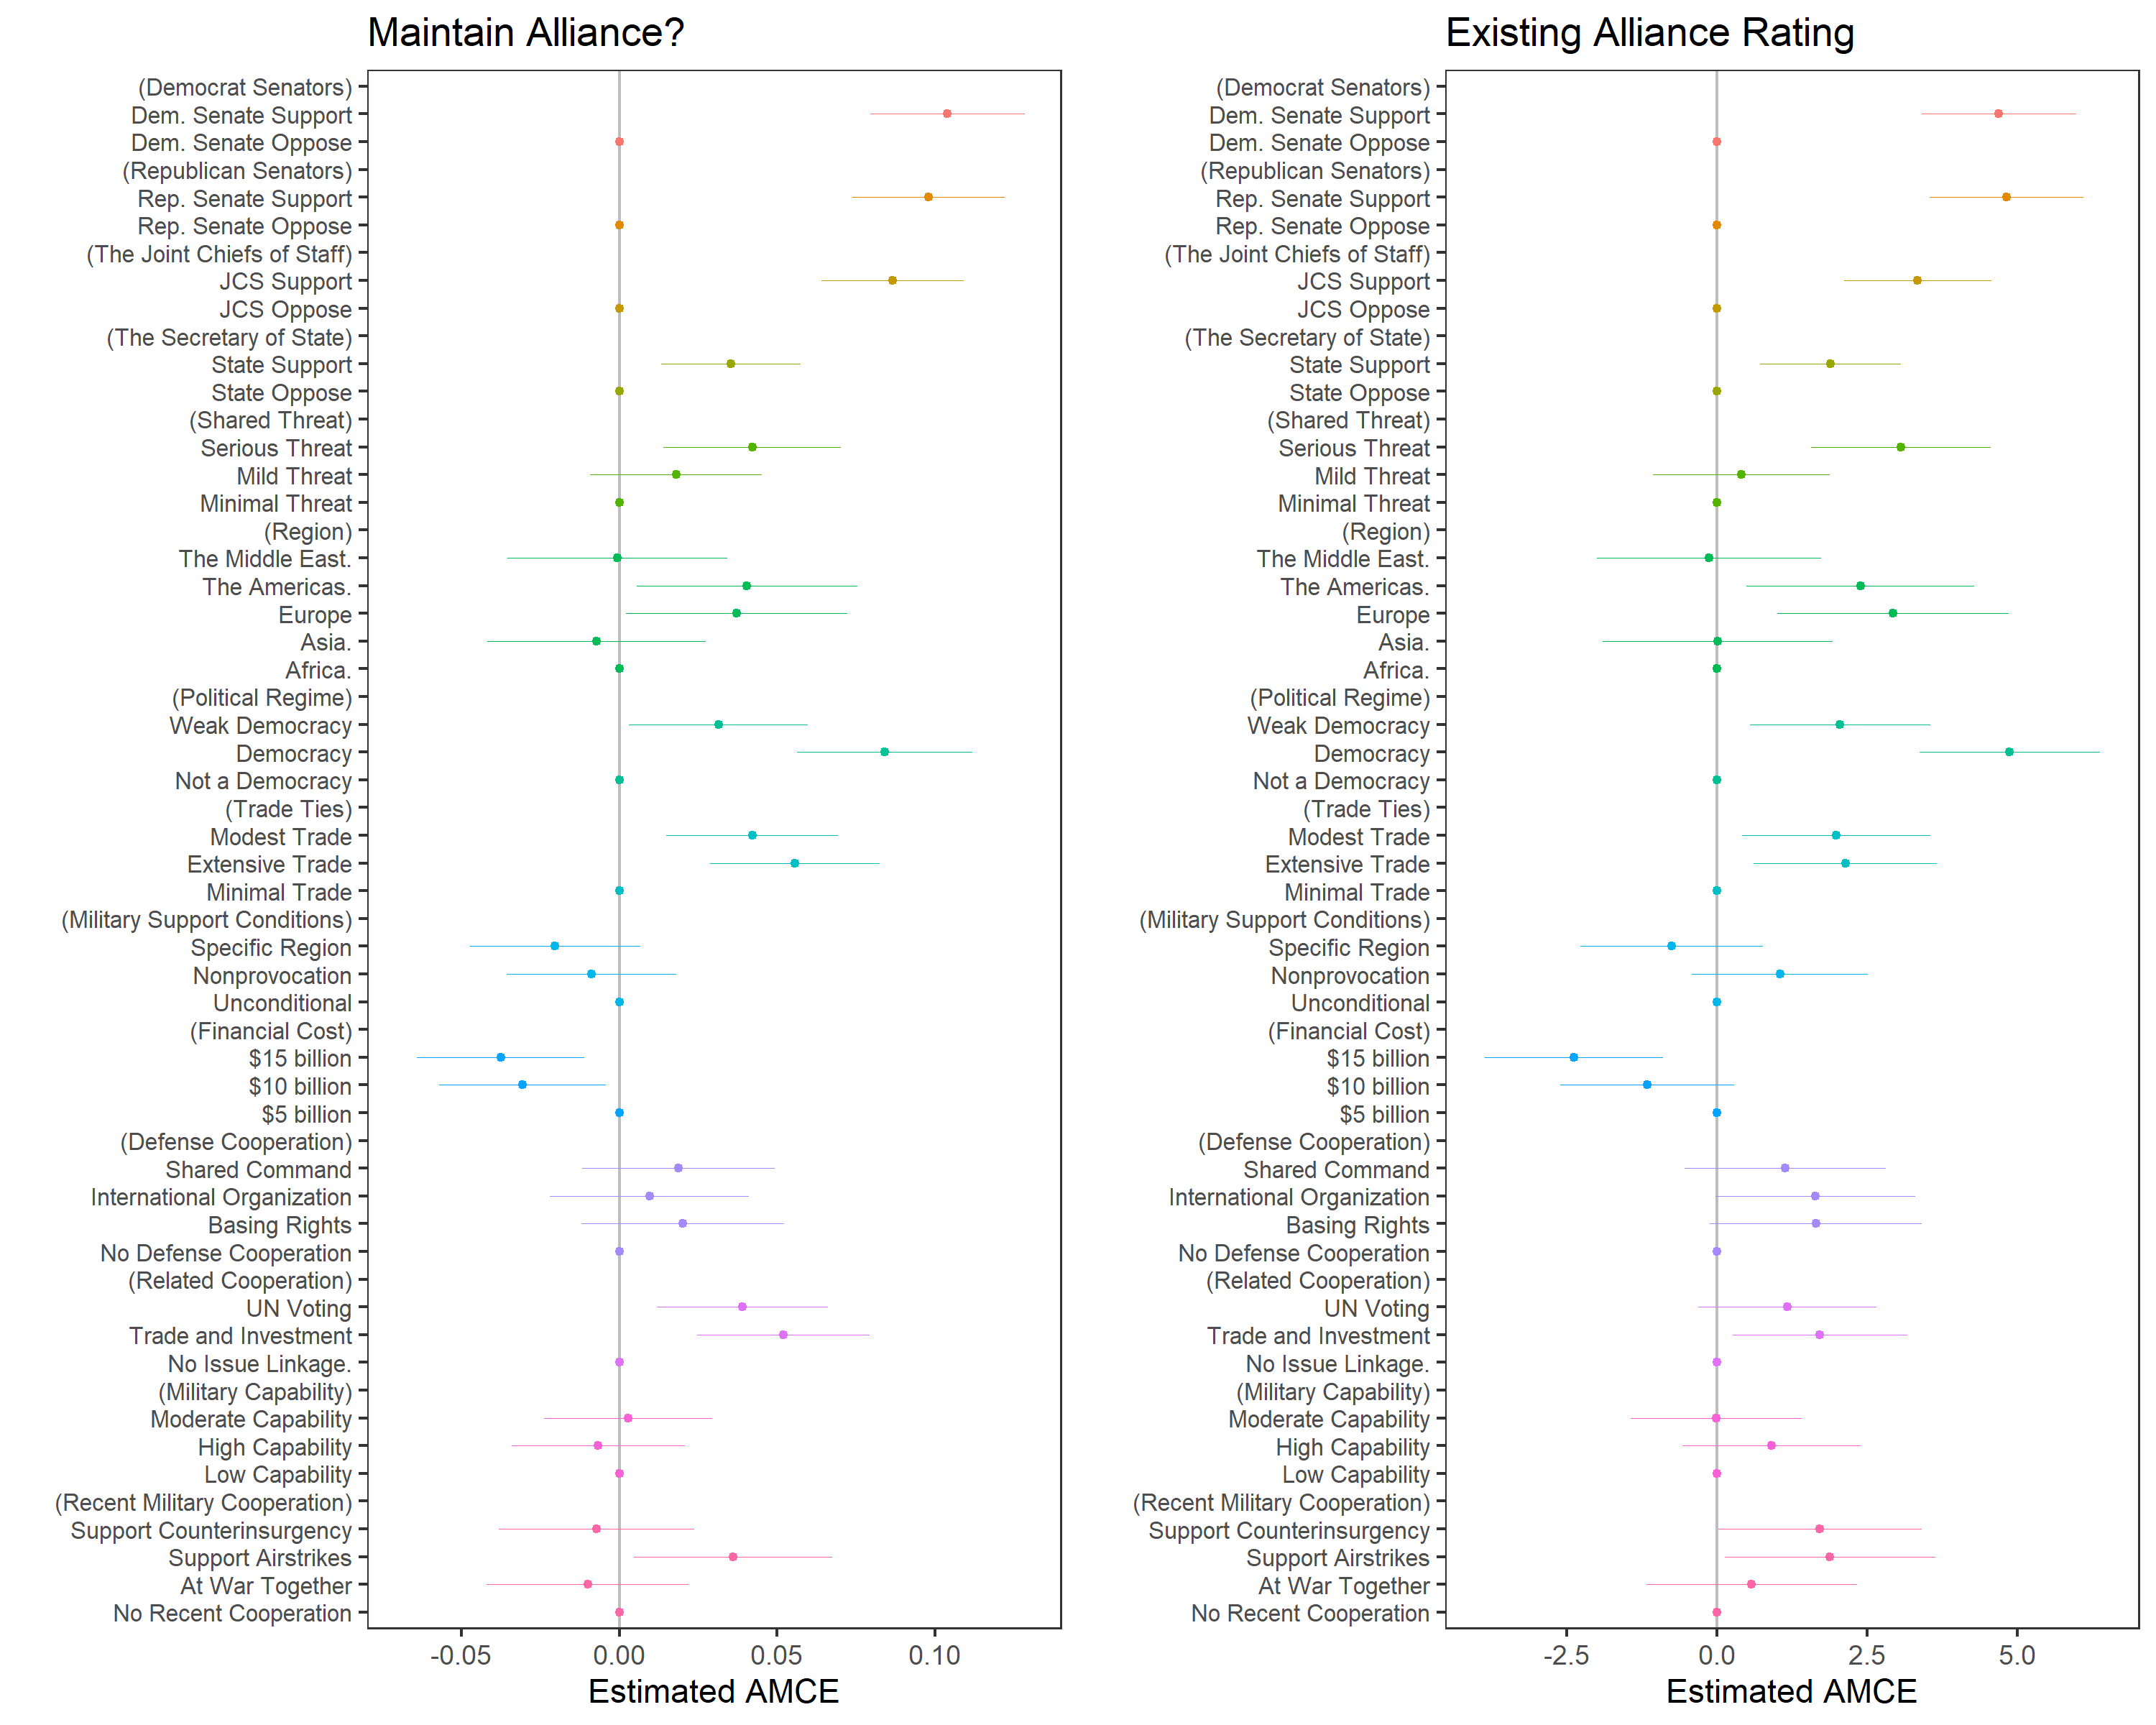 Maintain Alliance?
(Democrat Senators)
Dem. Senate Support
Dem. Senate Oppose
(Republican Senators)
Rep. Senate Support
Rep. Senate Oppose
(The Joint Chiefs of Staff)
JCS Support
JCS Oppose
(The Secretary of State)
State Support
State Oppose
(Shared Threat)
Serious Threat
Mild Threat
Minimal Threat
(Region)
The Middle East.
The Americas.
Europe
Asia.
Africa.
(Political Regime)
Weak Democracy
Democracy
Not a Democracy
(Trade Ties)
Modest Trade
Extensive Trade
Minimal Trade
(Military Support Conditions)
Specific Region
Nonprovocation
Unconditional
(Financial Cost)
$15 billion
$10 billion
$5 billion
(Defense Cooperation)
Shared Command
International Organization
Basing Rights
No Defense Cooperation
(Related Cooperation)
UN Voting
Trade and Investment
No Issue Linkage.
(Military Capability)
Moderate Capability
High Capability
Low Capability
(Recent Military Cooperation)
Support Counterinsurgency
Support Airstrikes
At War Together
No Recent Cooperation
-0.05 0.00 0.05 0.10
Estimated AMCE
Existing Alliance Rating
(Democrat Senators)
Dem. Senate Support
Dem. Senate Oppose
(Republican Senators)
Rep. Senate Support
Rep. Senate Oppose
(The Joint Chiefs of Staff)
JCS Support
JCS Oppose
(The Secretary of State)
State Support
State Oppose
(Shared Threat)
Serious Threat
Mild Threat
Minimal Threat
(Region)
The Middle East.
The Americas.
Europe
Asia.
Africa.
(Political Regime)
Weak Democracy
Democracy
Not a Democracy
(Trade Ties)
Modest Trade
Extensive Trade
Minimal Trade
(Military Support Conditions)
Specific Region
Nonprovocation
Unconditional
(Financial Cost)
$15 billion
$10 billion
$5 billion
(Defense Cooperation)
Shared Command
International Organization
Basing Rights
No Defense Cooperation
(Related Cooperation)
UN Voting
Trade and Investment
No Issue Linkage.
(Military Capability)
Moderate Capability
High Capability
Low Capability
(Recent Military Cooperation)
Support Counterinsurgency
Support Airstrikes
At War Together
No Recent Cooperation
-2.5 0.0 2.5 5.0
Estimated AMCE